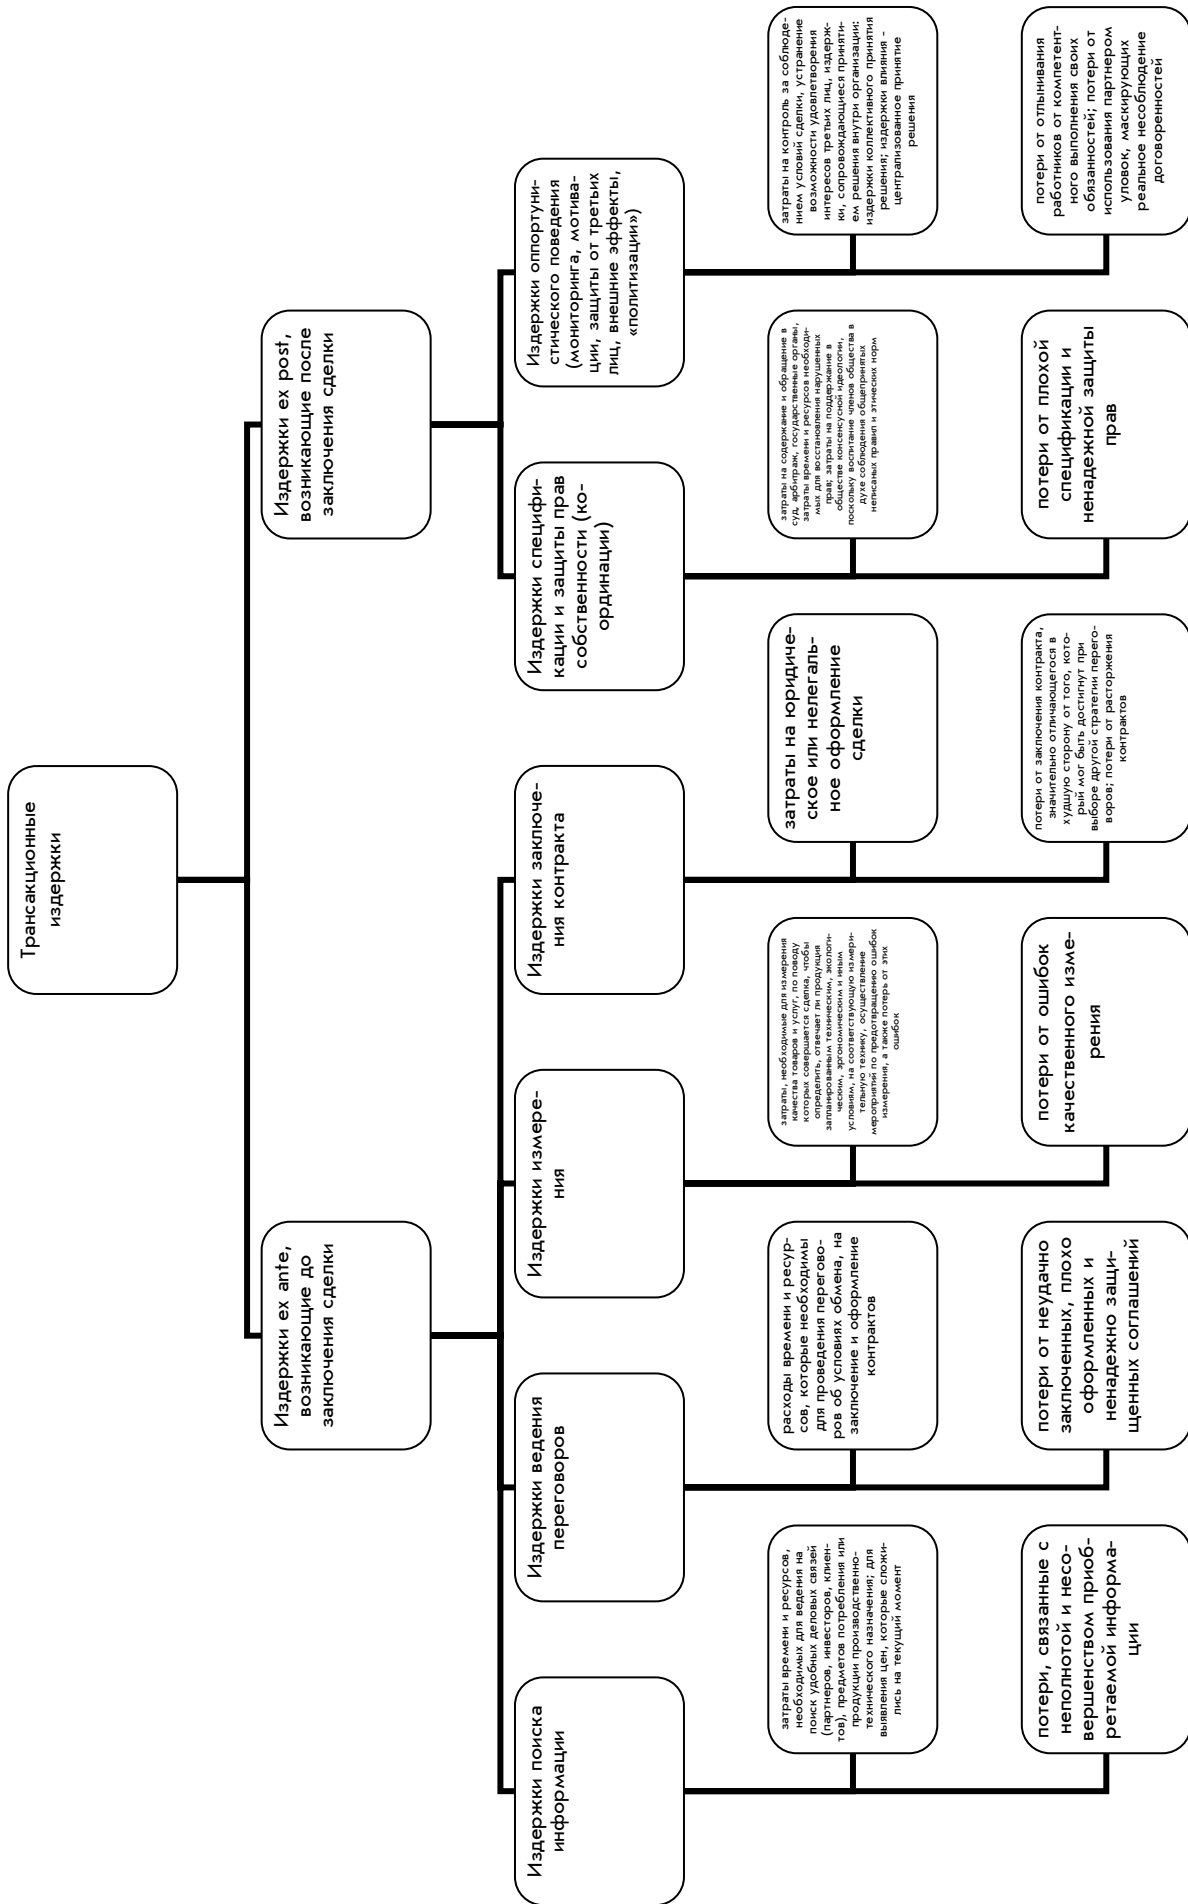 Трансакционные
издержки
Издержки ex ante,
возникающие до
заключения сделки
Издержки ex post,
возникающие после
заключения сделки
Издержки поиска
информации
Издержки ведения
переговоров
Издержки измере-
ния
Издержки заключе-
ния контракта
Издержки специфи-
кации и защиты прав
собственности (ко-
ординации)
Издержки оппортуни-
стического поведения
(мониторинга, мотива-
ции, защиты от третьих
лиц, внешние эффекты,
«политизации»)
затраты времени и ресурсов,
необходимых для ведения на
поиск удобных деловых связей
(партнеров, инвесторов, клиен-
тов), предметов потребления или
продукции производственно-
технического назначения; для
выявления цен, которые сложи-
лись на текущий момент
расходы времени и ресур-
сов, которые необходимы
для проведения перегово-
ров об условиях обмена, на
заключение и оформление
контрактов
затраты, необходимые для измерения
качества товаров и услуг, по поводу
которых совершается сделка, чтобы
определить, отвечает ли продукция
запланированным техническим, экологи-
ческим, эргономическим и иным
условиям, на соответствующую измери-
тельную технику, осуществление
мероприятий по предотвращению ошибок
измерения, а также потерь от этих
ошибок
затраты на юридиче-
ское или нелегаль-
ное оформление
сделки
затраты на содержание и обращение в
суд, арбитраж, государственные органы,
затраты времени и ресурсов необходи-
мых для восстановления нарушенных
прав; затраты на поддержание в
обществе консенсусной идеологии,
поскольку воспитание членов общества в
духе соблюдения общепринятых
неписаных правил и этических норм
затраты на контроль за соблюде-
нием условий сделки, устранение
возможности удовлетворения
интересов третьих лиц, издерж-
ки, сопровождающиеся приняти-
ем решения внутри организации:
издержки коллективного принятия
решения; издержки влияния –
централизованное принятие
решения
потери, связанные с
неполнотой и несо-
вершенством приоб-
ретаемой информа-
ции
потери от неудачно
заключенных, плохо
оформленных и
ненадежно защи-
щенных соглашений
потери от ошибок
качественного изме-
рения
потери от заключения контракта,
значительно отличающегося в
худшую сторону от того, кото-
рый мог быть достигнут при
выборе другой стратегии перего-
воров; потери от расторжения
контрактов
потери от плохой
спецификации и
ненадежной защиты
прав
потери от отлынивания
работников от компетент-
ного выполнения своих
обязанностей; потери от
использования партнером
уловок, маскирующих
реальное несоблюдение
договоренностей